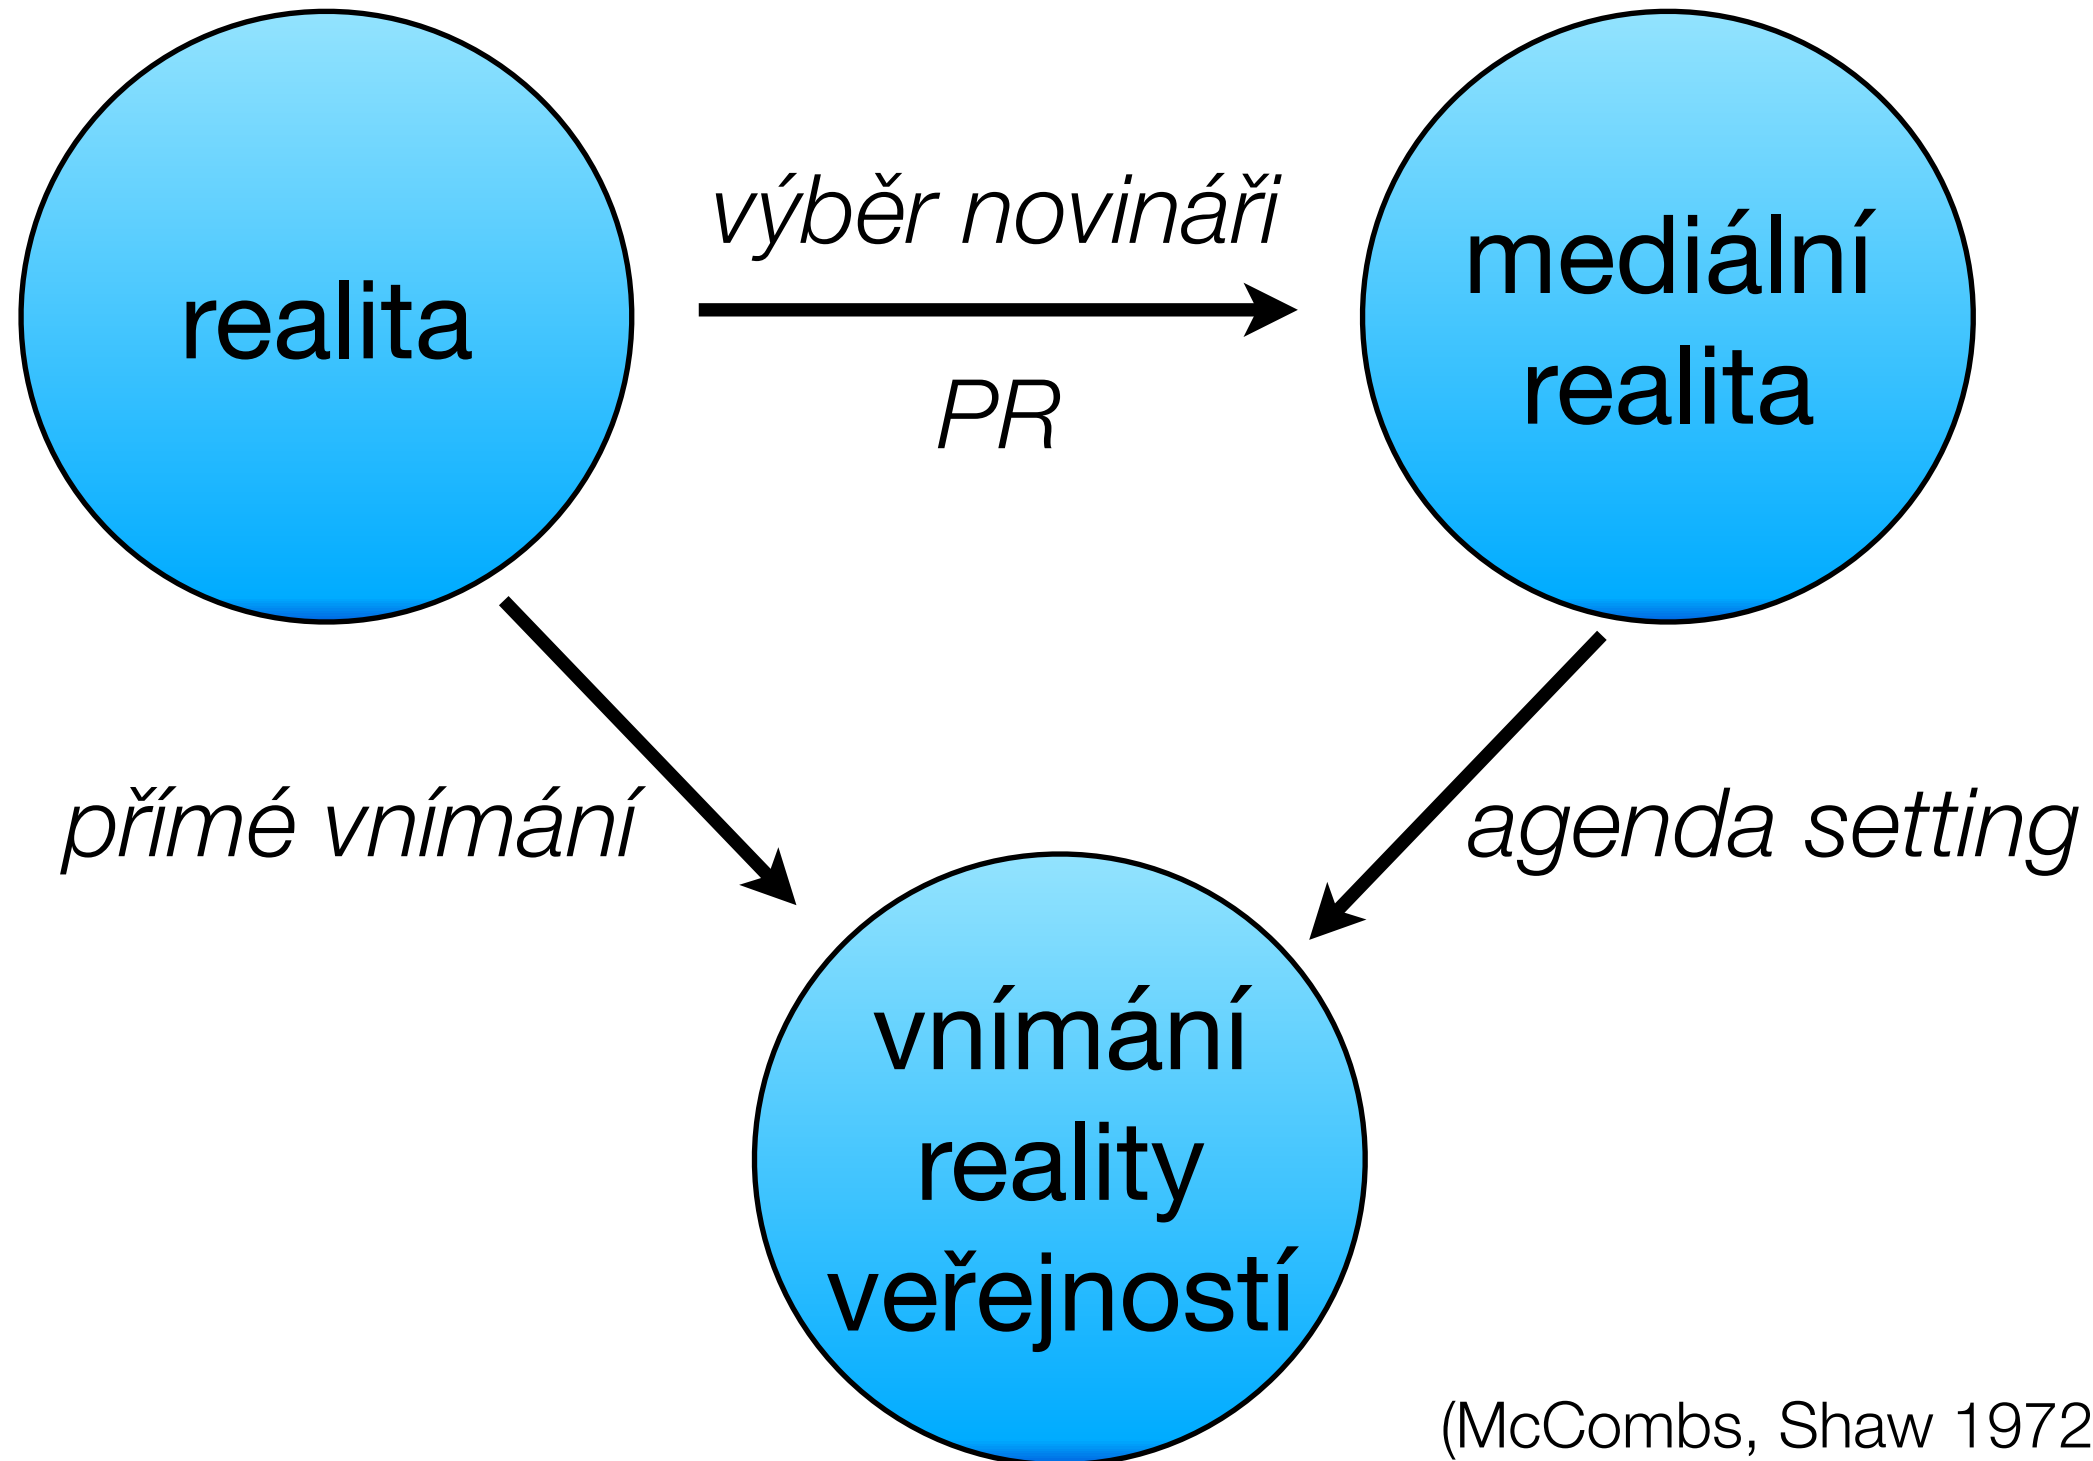 realita
výběr novináři
PR
mediální
realita
přímé vnímání
agenda setting
vnímání
reality
veřejností
(McCombs, Shaw 1972